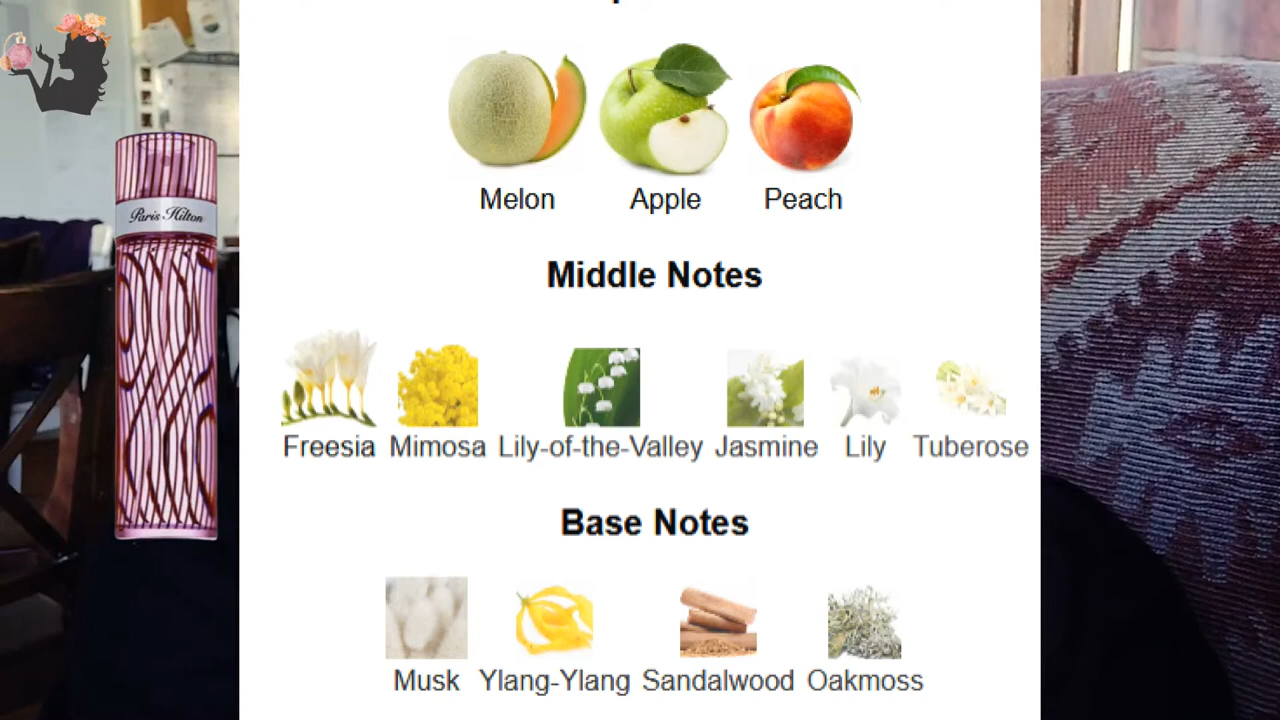 Melon Apple Peach
Middle Notes
Paris Hilton
Freesia Mimosa Lily-of-the-Valley Jasmine Lily Tuberose
Base Notes
Musk Ylang-Ylang Sandalwood Oakmoss